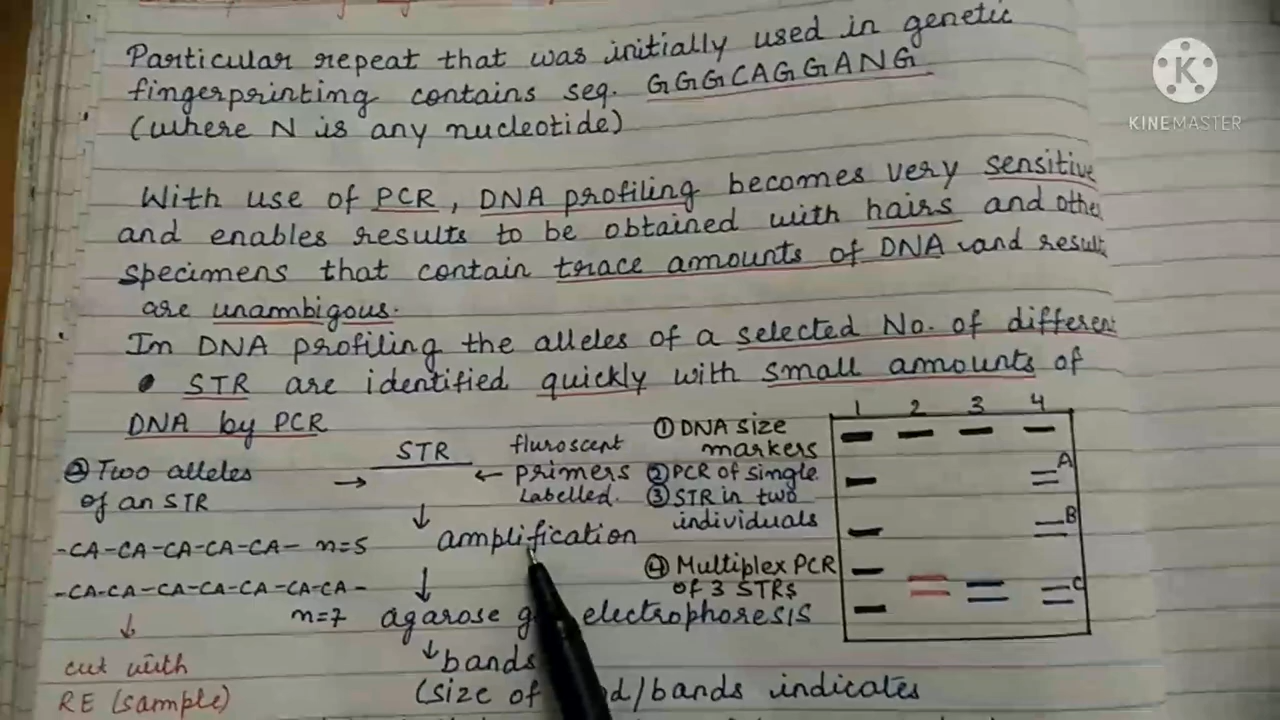 Particular repeat that was initially used in genetic
fingerprinting contains seq. GGGCAGGANG
(where N is any nucleotide)
KINEMASTER
With use of PCR, DNA profiling becomes very sensitive
and enables results to be obtained with hairs and othe
specimens that contain trace amounts of DNA and result
are unambigous.
In DNA profiling the alleles of a selected No. of different
• STR are identified quickly with small amounts of
DNA by PCR
② Two alleles
of an STR
-CA-CA-CA-CA-CA- n=5
-CA-CA-CA-CA-CA-CA-CA-
n=7
↓
cut with
RE (sample)
→ STR ← fluroscent
primers
labelled.
↓
amplification
↓
agarose g electrophoresis
↓ bands
(size of /bands indicates
① DNA size
markers
② PCR of single
③ STR in two
individuals
④ Multiplex PCR
of 3 STRs
1 2 3 4
A
B
C